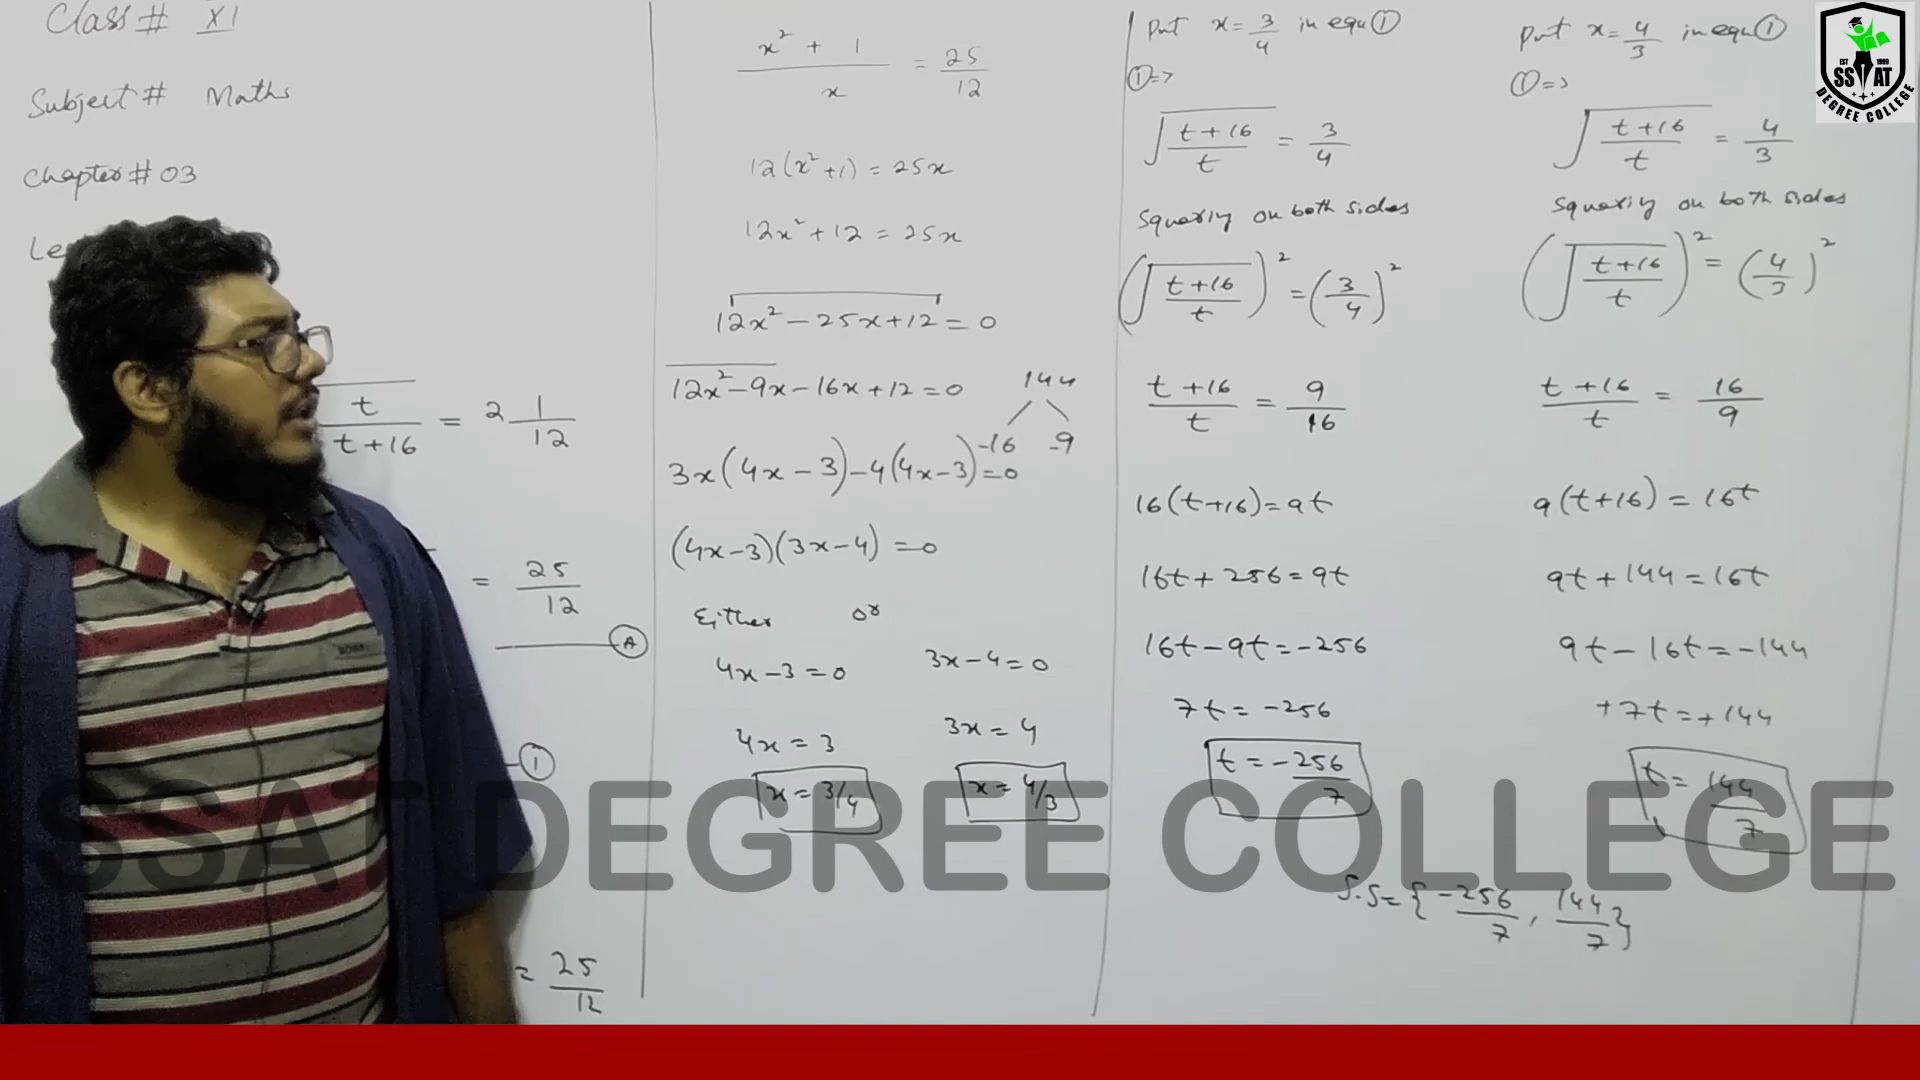 Class # XI
Subject # Maths
Chapter # 03
Le
t / t+16 = 2 1/12
= 25/12
A
1
= 25/12
x² + 1 / x = 25/12
12(x²+1) = 25x
12x²+12 = 25x
12x² - 25x+12 = 0
12x²-9x-16x+12=0
144
-16 -9
3x(4x-3)-4(4x-3)=0
(4x-3)(3x-4)=0
Either or
4x-3=0 3x-4=0
4x=3 3x=4
x=3/4 x=4/3
Put x=3/4 in equ ①
①=>
√(t+16/t) = 3/4
Squaring on both sides
(√(t+16/t))² = (3/4)²
t+16/t = 9/16
16(t+16)=9t
16t+256=9t
16t-9t=-256
7t=-256
t=-256/7
Put x=4/3 in equ ①
①=>
√(t+16/t) = 4/3
Squaring on both sides
(√(t+16/t))² = (4/3)²
t+16/t = 16/9
9(t+16)=16t
9t+144=16t
9t-16t=-144
+7t=+144
t=144/7
S.S={-256/7, 144/7}
EST 1999
SSAT
DEGREE COLLEGE
SSAT DEGREE COLLEGE